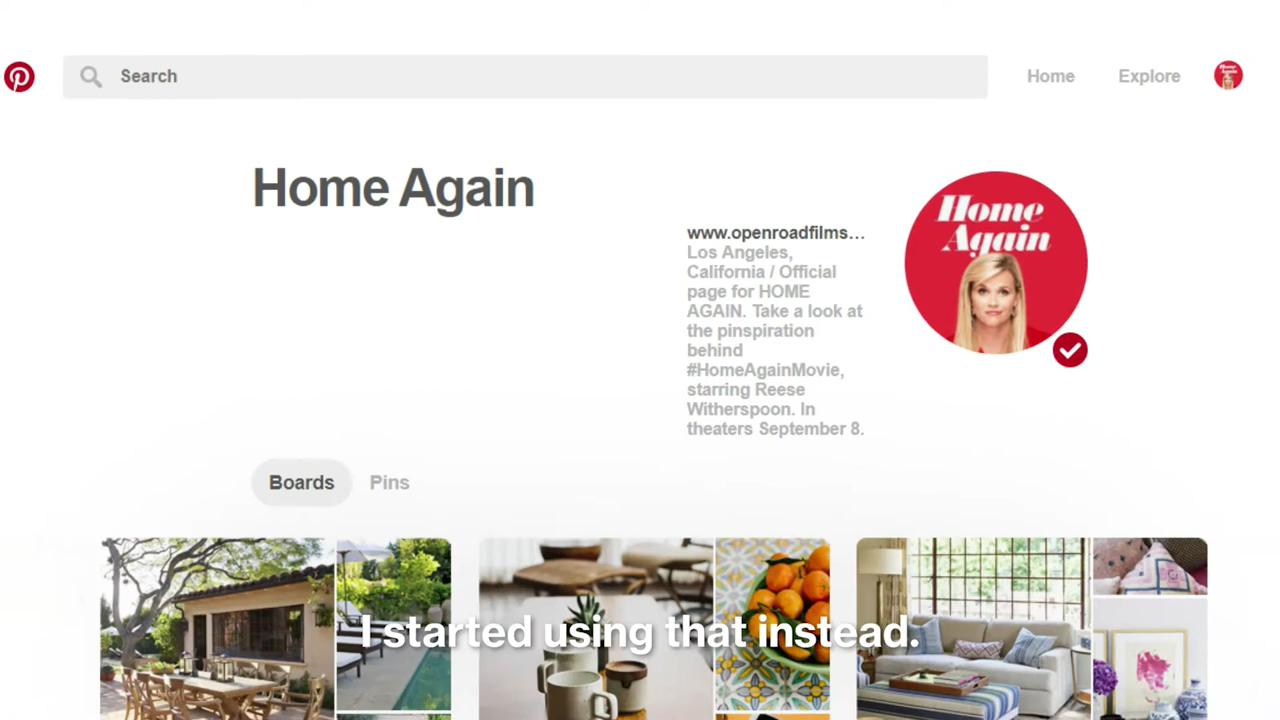 Search
Home
Explore
Home Again
www.openroadfilms...
Los Angeles,
California / Official
page for HOME
AGAIN. Take a look at
the pinspiration
behind
#HomeAgainMovie,
starring Reese
Witherspoon. In
theaters September 8.
Home
Again
Boards
Pins
I started using that instead.